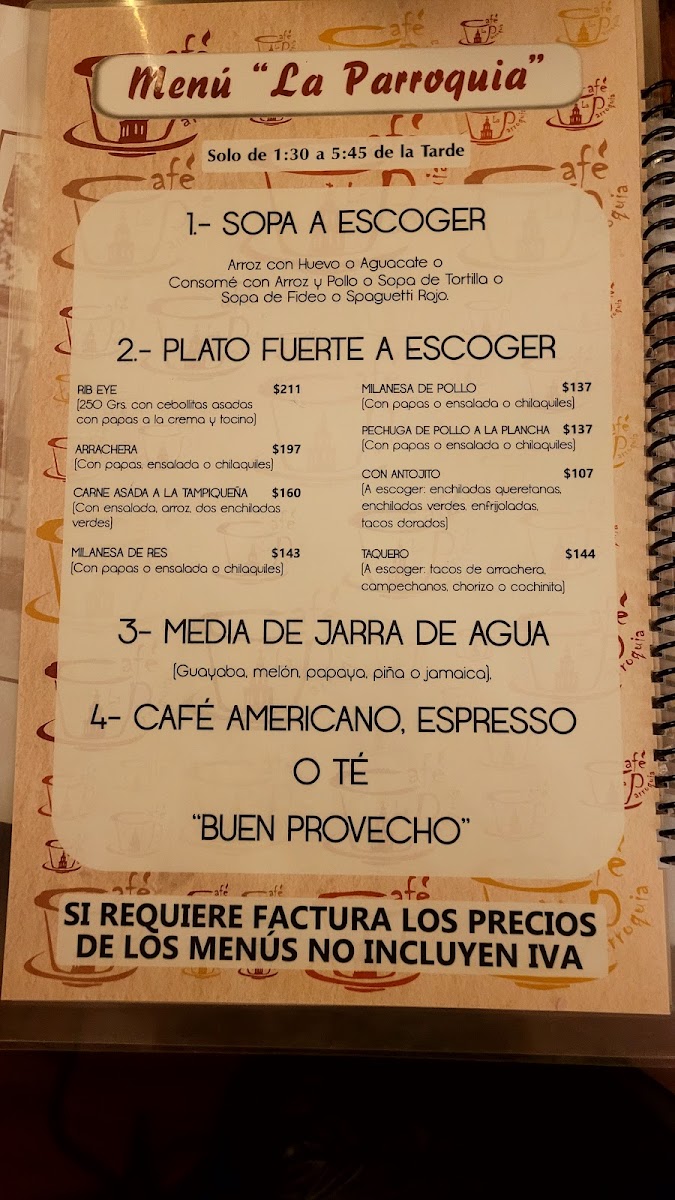 Menú "La Parroquia"
Solo de 1:30 a 5:45 de la Tarde
1.- SOPA A ESCOGER
Arroz con Huevo o Aguacate o
Consomé con Arroz y Pollo o Sopa de Tortilla o
Sopa de Fideo o Spaguetti Rojo.
2.- PLATO FUERTE A ESCOGER
RIB EYE $211
(250 Grs. con cebollitas asadas
con papas a la crema y tocino)
ARRACHERA $197
(Con papas, ensalada o chilaquiles)
CARNE ASADA A LA TAMPIQUEÑA $160
(Con ensalada, arroz, dos enchiladas
verdes)
MILANESA DE RES $143
(Con papas o ensalada o chilaquiles)
MILANESA DE POLLO $137
(Con papas o ensalada o chilaquiles)
PECHUGA DE POLLO A LA PLANCHA $137
(Con papas o ensalada o chilaquiles)
CON ANTOJITO $107
(A escoger: enchiladas queretanas,
enchiladas verdes, enfrijoladas,
tacos dorados)
TAQUERO $144
(A escoger: tacos de arrachera,
campechanos, chorizo o cochinita)
3- MEDIA DE JARRA DE AGUA
(Guayaba, melón, papaya, piña o jamaica),
4- CAFÉ AMERICANO, ESPRESSO
O TÉ
"BUEN PROVECHO"
SI REQUIERE FACTURA LOS PRECIOS
DE LOS MENÚS NO INCLUYEN IVA